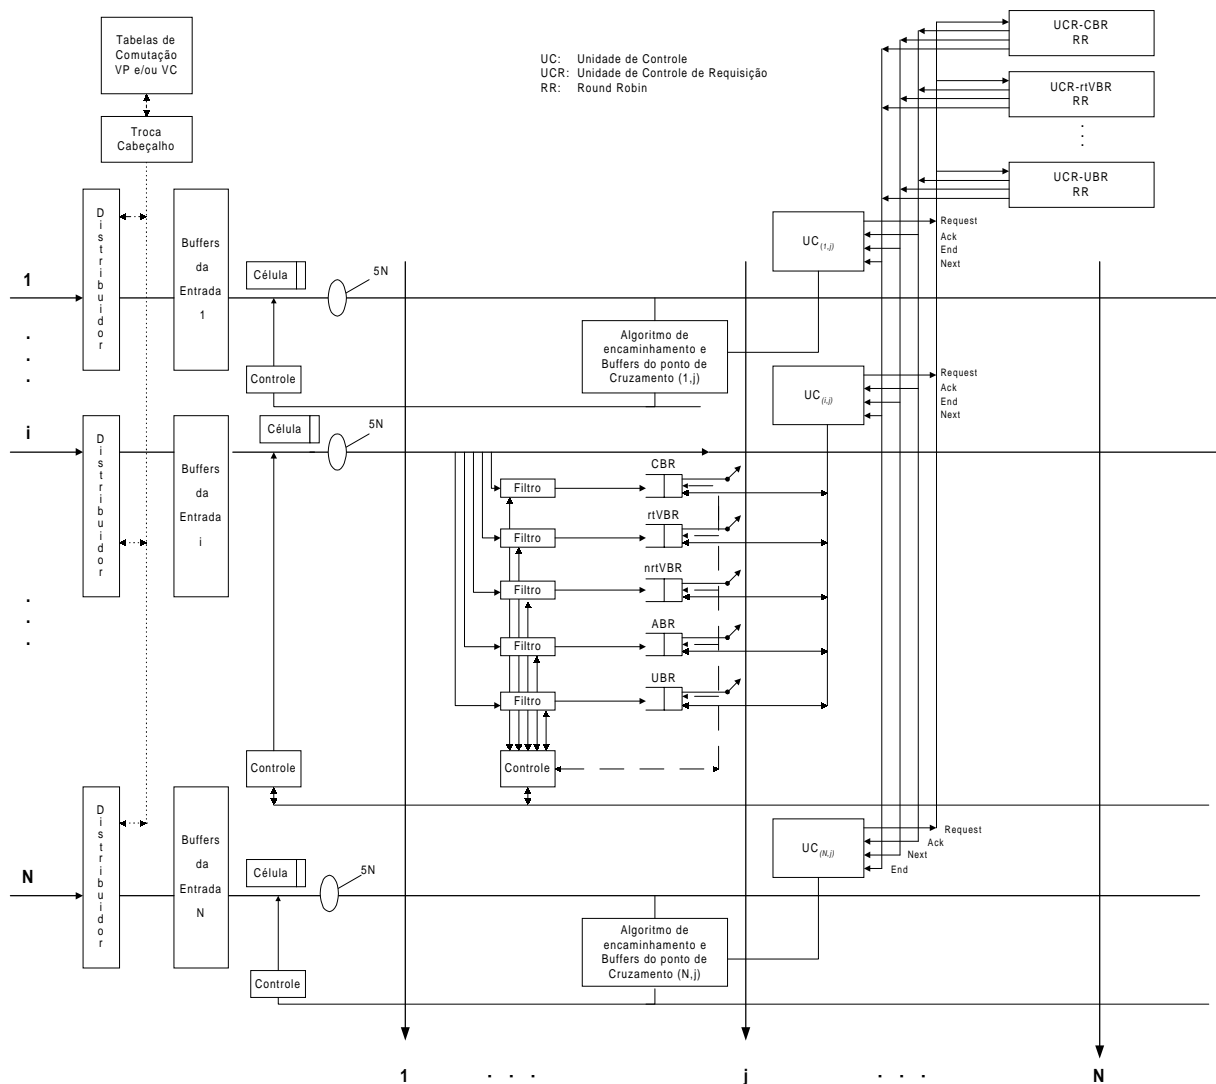 Tabelas de
Comutação
VP e/ou VC
Troca
Cabeçalho
UC: Unidade de Controle
UCR: Unidade de Controle de Requisição
RR: Round Robin
UCR-CBR
RR
UCR-rtVBR
RR
. . .
UCR-UBR
RR
Distribuidor
Buffers
da
Entrada
1
1
Célula
5N
Controle
Algoritmo de
encaminhamento e
Buffers do ponto de
Cruzamento (1,j)
UC(1,j)
Request
Ack
End
Next
. . .
i
Distribuidor
Buffers
da
Entrada
i
Célula
5N
UC(i,j)
Request
Ack
End
Next
Filtro
CBR
Filtro
rtVBR
Filtro
nrtVBR
Filtro
ABR
Filtro
UBR
Controle
Controle
. . .
N
Distribuidor
Buffers
da
Entrada
N
Célula
5N
Controle
Algoritmo de
encaminhamento e
Buffers do ponto de
Cruzamento (N,j)
UC(N,j)
Request
Ack
Next
End
1 . . . j . . . N